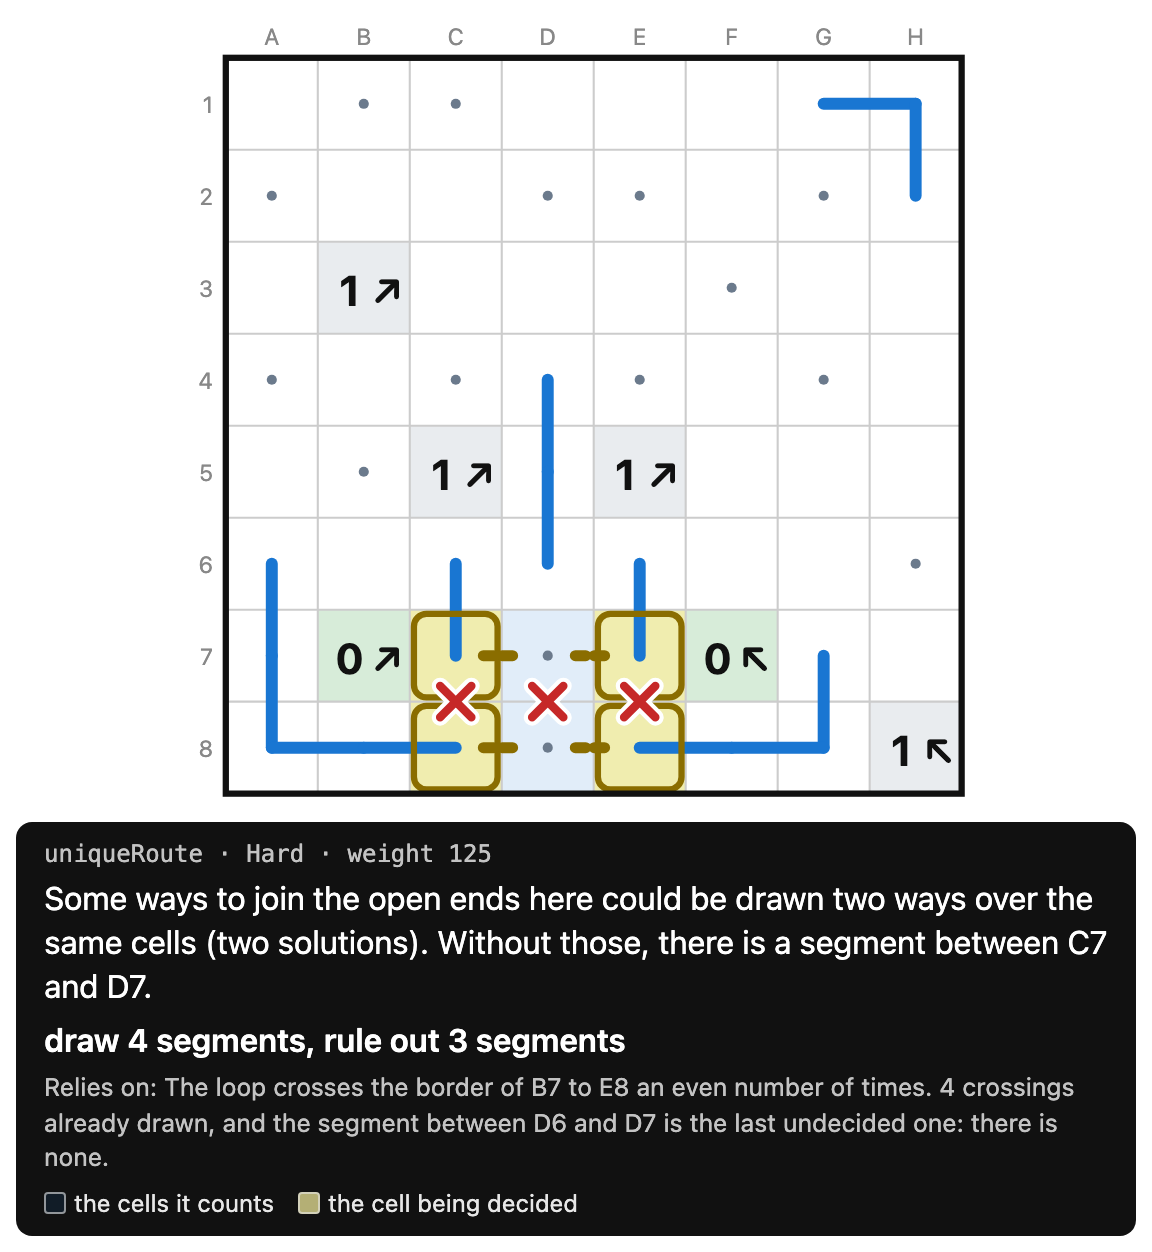 A B C D E F G H
1
2
3 1↗
4
5 1↗ 1↗
6
7 0↗ 0↖
8 1↖
uniqueRoute · Hard · weight 125
Some ways to join the open ends here could be drawn two ways over the
same cells (two solutions). Without those, there is a segment between C7
and D7.
draw 4 segments, rule out 3 segments
Relies on: The loop crosses the border of B7 to E8 an even number of times. 4 crossings
already drawn, and the segment between D6 and D7 is the last undecided one: there is
none.
the cells it counts the cell being decided